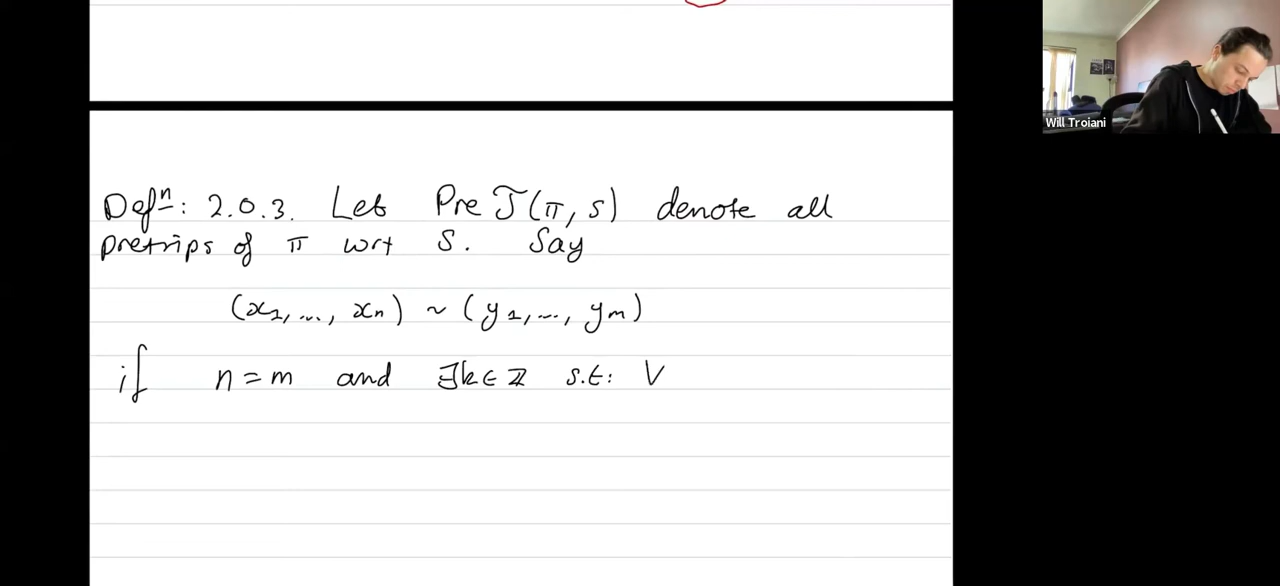 Defⁿ: 2.0.3. Let Pre 𝒯(π, S) denote all
pretrips of π wrt S. Say
(x₁, ..., xₙ) ~ (y₁, ..., yₘ)
if n = m and ∃k∈ℤ s.t: ∀
Will Troiani